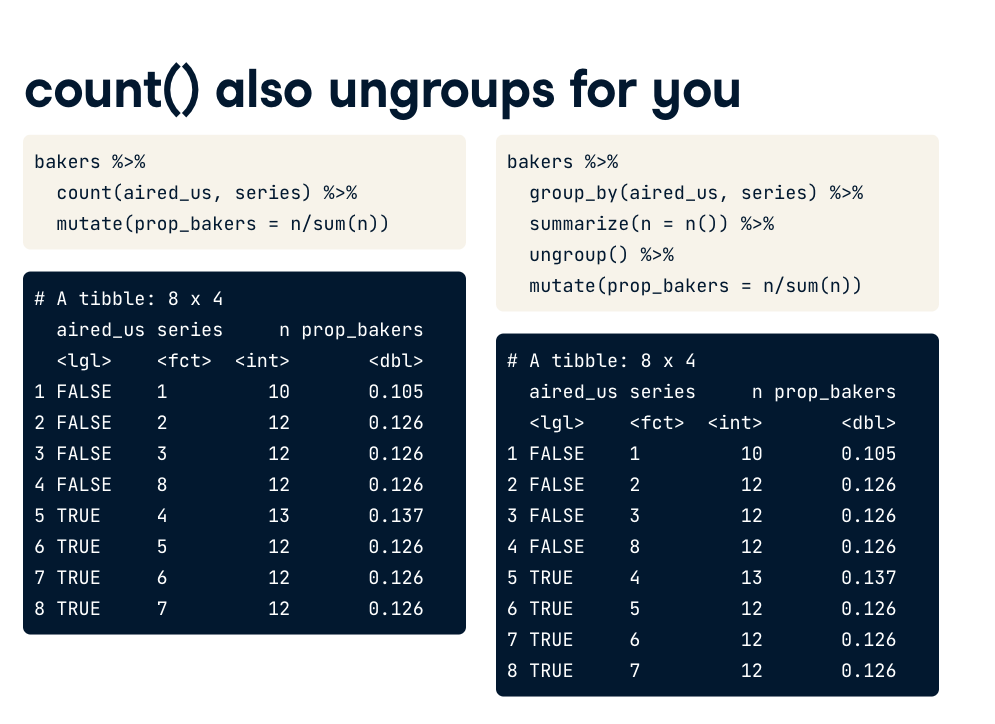 count() also ungroups for you
bakers %>%
  count(aired_us, series) %>%
  mutate(prop_bakers = n/sum(n))
# A tibble: 8 x 4
  aired_us series     n prop_bakers
  <lgl>    <fct>  <int>       <dbl>
1 FALSE    1         10       0.105
2 FALSE    2         12       0.126
3 FALSE    3         12       0.126
4 FALSE    8         12       0.126
5 TRUE     4         13       0.137
6 TRUE     5         12       0.126
7 TRUE     6         12       0.126
8 TRUE     7         12       0.126
bakers %>%
  group_by(aired_us, series) %>%
  summarize(n = n()) %>%
  ungroup() %>%
  mutate(prop_bakers = n/sum(n))
# A tibble: 8 x 4
  aired_us series     n prop_bakers
  <lgl>    <fct>  <int>       <dbl>
1 FALSE    1         10       0.105
2 FALSE    2         12       0.126
3 FALSE    3         12       0.126
4 FALSE    8         12       0.126
5 TRUE     4         13       0.137
6 TRUE     5         12       0.126
7 TRUE     6         12       0.126
8 TRUE     7         12       0.126